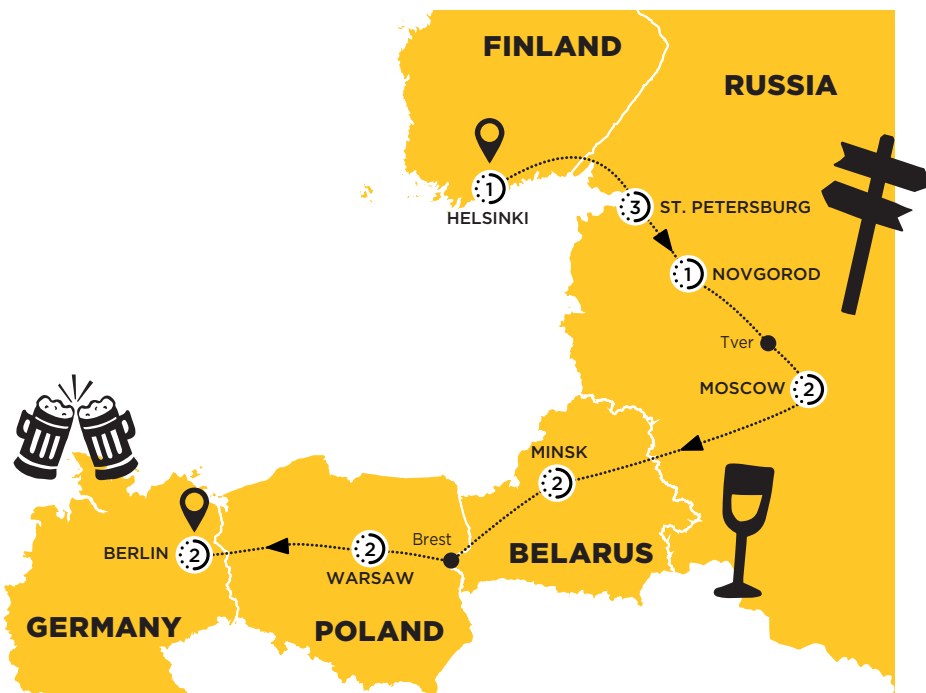 FINLAND
RUSSIA
1
HELSINKI
3 ST. PETERSBURG
1 NOVGOROD
Tver
MOSCOW 2
MINSK
2
Brest
BELARUS
BERLIN 2
2
WARSAW
GERMANY
POLAND